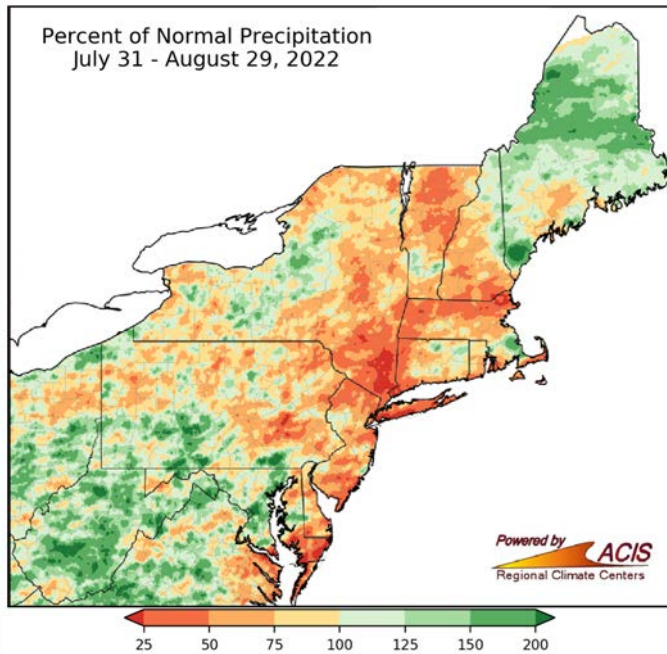 Percent of Normal Precipitation
July 31 - August 29, 2022
Powered by
ACIS
Regional Climate Centers
25 50 75 100 125 150 200